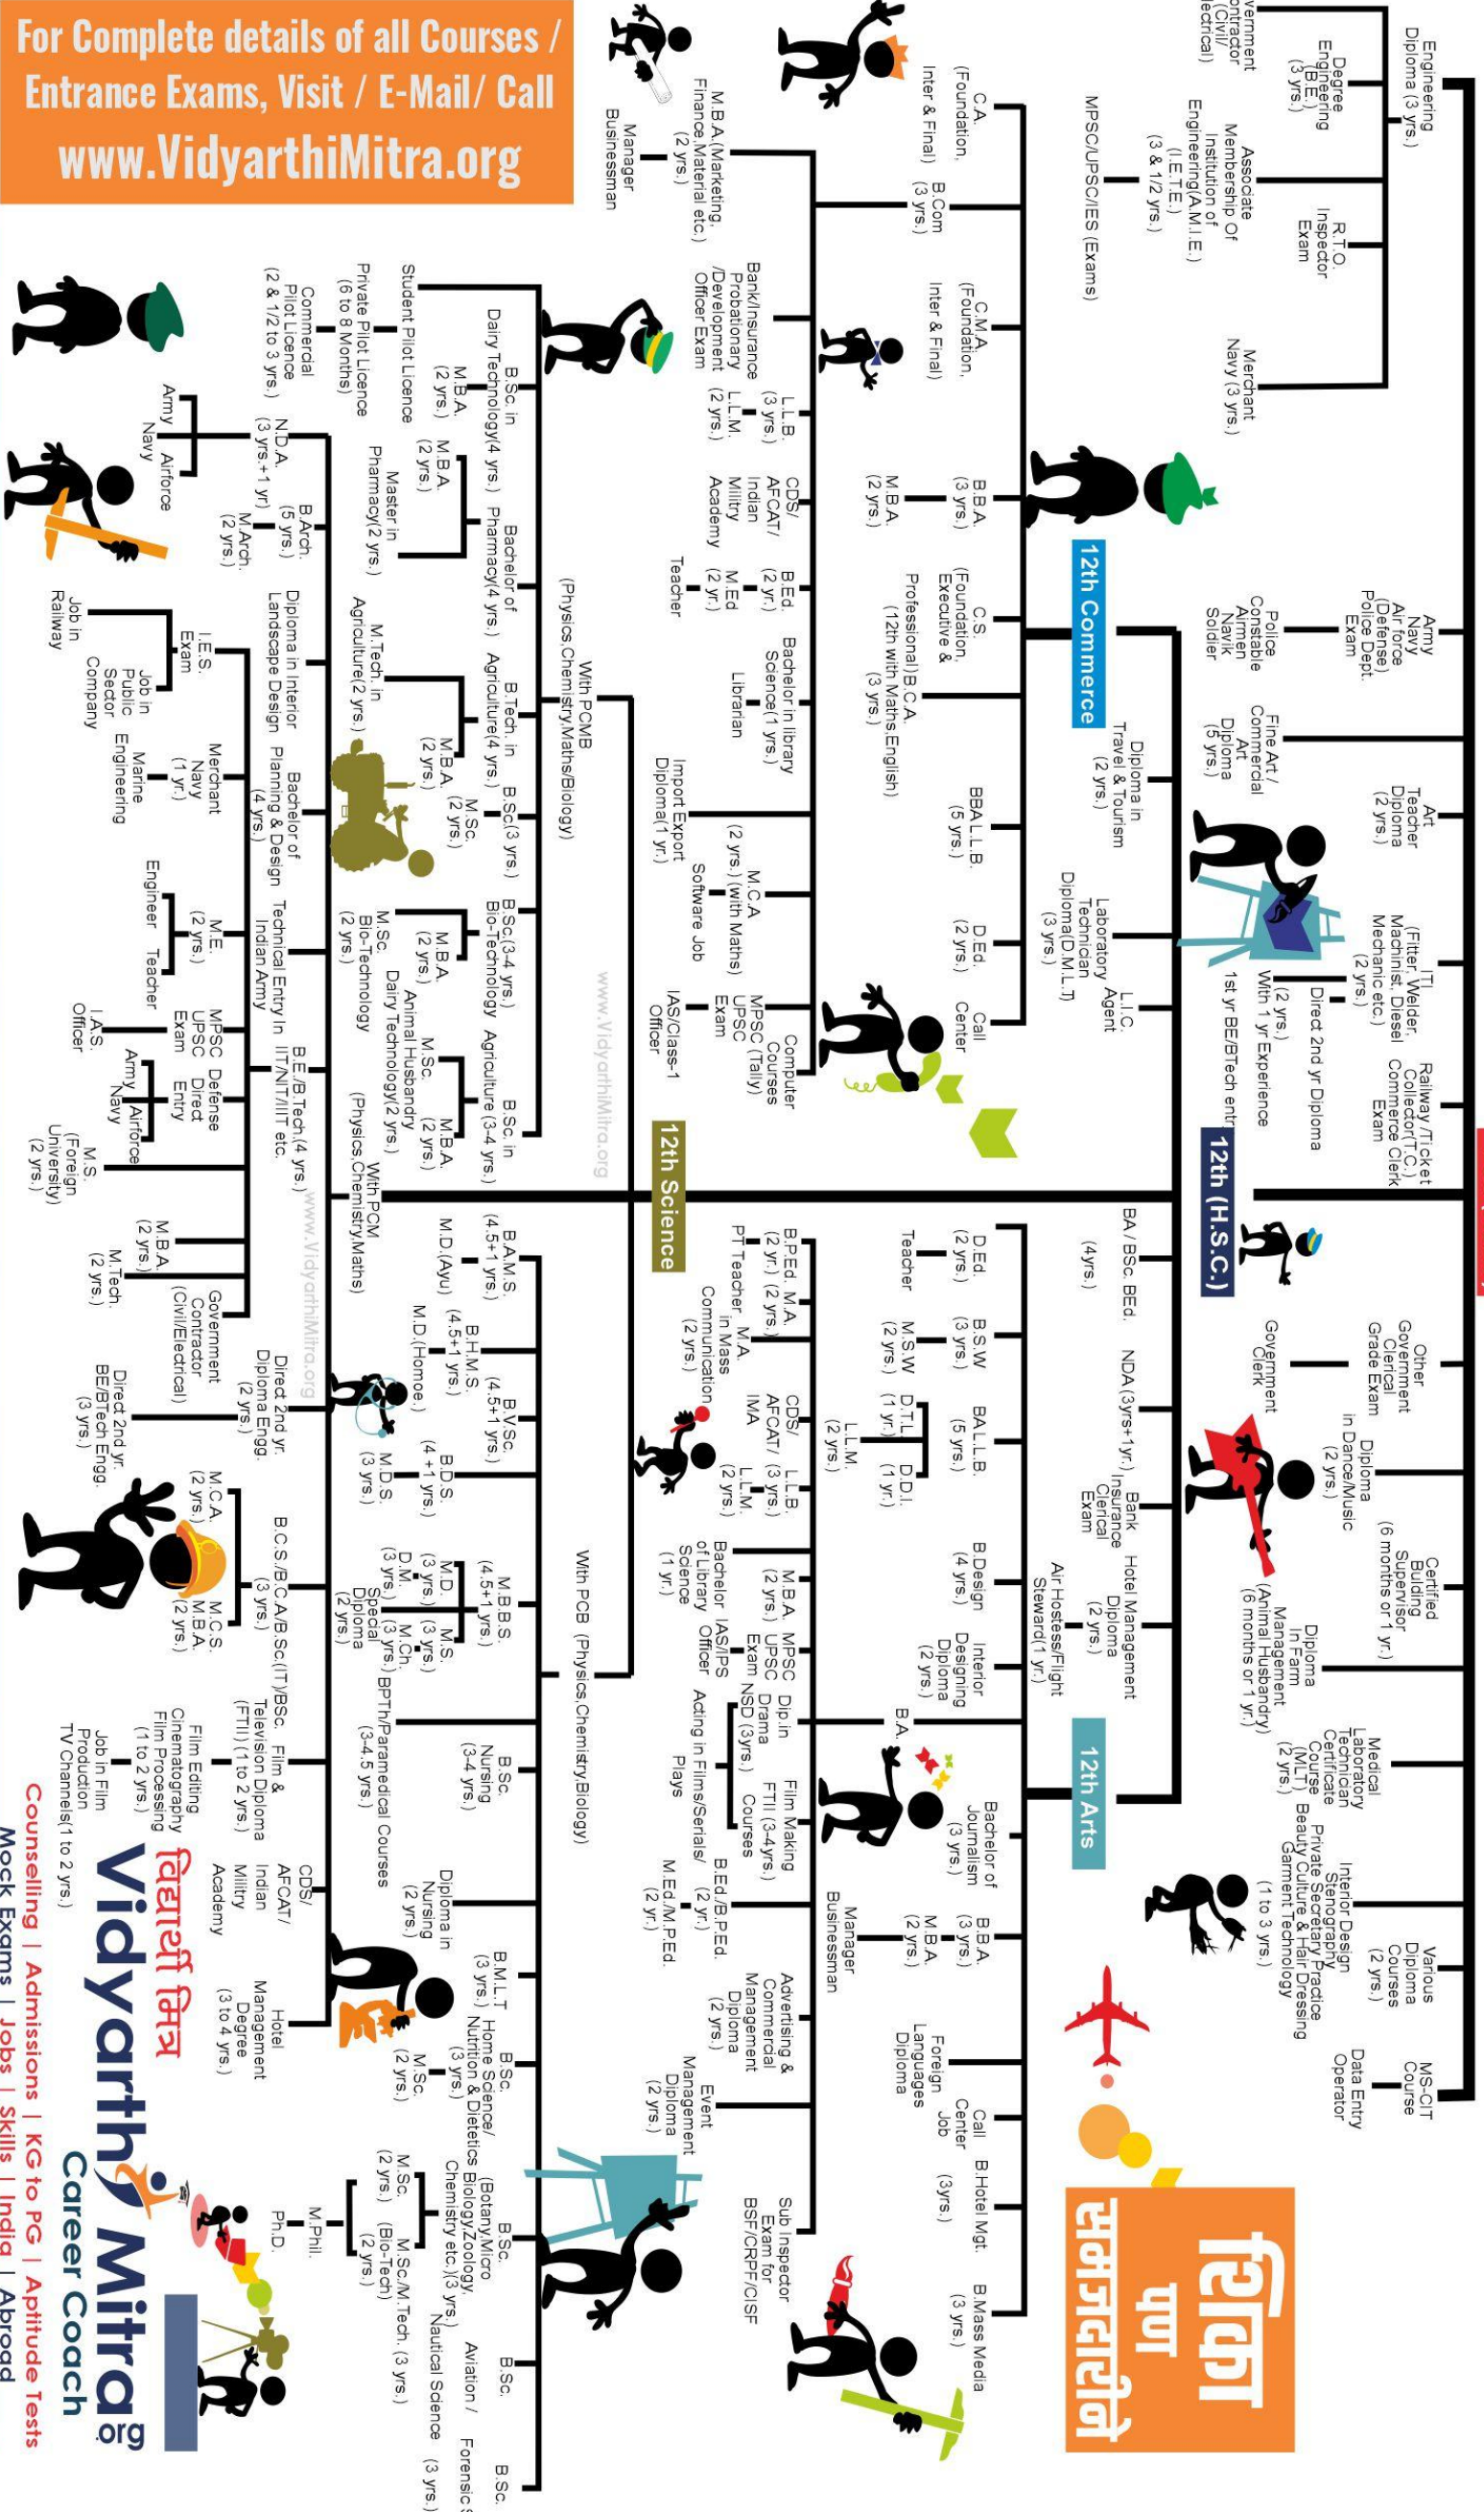 For Complete details of all Courses /
Entrance Exams, Visit / E-Mail/ Call
www.VidyarthiMitra.org
शिका
पण
समजदारीने
Engineering
Diploma (3 yrs.)
Degree
Engineering
(B.E.)
(3 yrs.)
Associate
Membership Of
Institution of
Engineering(A.M.I.E.)
(I.E.T.E.)
(3 & 1/2 yrs.)
MPSC/UPSC/IES (Exams)
R.T.O.
Inspector
Exam
Merchant
Navy (3 yrs.)
Army
Navy
Air force
(Defense)
Police Dept.
Exam
Police
Constable
Airmen
Navik
Soldier
Fine Art /
Commercial
Art
Diploma
(5 yrs.)
Art
Teacher
Diploma
(2 yrs.)
ITI
(Fitter, Welder,
Machinist, Diesel
Mechanic etc.)
(2 yrs.)
Direct 2nd yr Diploma
(2 yrs.)
With 1 yr Experience
1st yr BE/BTech entr
Railway /Ticket
Collector(T.C.)
Commerce Clerk
Exam
12th (H.S.C.)
Other
Government
Clerical
Grade Exam
Government
Clerk
Diploma
in Dance/Music
(2 yrs.)
Certified
Bulding
Supervisor
(6 months or 1 yr.)
Diploma
In Farm
Management
(Animal Husbandry)
(6 months or 1 yr.)
Medical
Laboratory
Technician
Certificate
Course
(MLT)
(2 yrs.)
Interior Design
Stenography
Private Secretary Practice
Beauty Culture & Hair Dressing
Garment Technology
(1 to 3 yrs.)
Various
Diploma
Courses
(2 yrs.)
MS-CIT
Course
Data Entry
Operator
12th Commerce
Diploma in
Travel & Tourism
(2 yrs.)
Laboratory
Technician
Diploma(D.M.L.T)
(3 yrs.)
L.I.C.
Agent
BA / BSc. BEd.
(4yrs.)
NDA (3yrs+1yr.)
Bank
Insurance
Clerical
Exam
Hotel Management
Diploma
(2 yrs.)
Air Hostess/Flight
Steward(1 yr.)
12th Arts
C.A.
(Foundation,
Inter & Final)
B.Com
(3 yrs.)
C.M.A.
(Foundation,
Inter & Final)
B.B.A.
(3 yrs.)
M.B.A.
(2 yrs.)
C.S.
(Foundation,
Executive &
Professional)
B.C.A.
(12th with Maths,English)
(3 yrs.)
BBA L.L.B.
(5 yrs.)
D.Ed.
(2 yrs.)
Call
Center
M.B.A.(Marketing,
Finance,Material etc.)
(2 yrs.)
Manager
Businessman
Bank/Insurance
Probationary
/Development
Officer Exam
L.L.B.
(3 yrs.)
L.L.M.
(2 yrs.)
CDS/
AFCAT/
Indian
Militry
Academy
B.Ed.
(2 yr.)
M.Ed
(2 yr.)
Teacher
Bachelor in library
Science(1 yrs.)
Librarian
Import Export
Diploma(1 yr.)
M.C.A
(2 yrs.) (with Maths)
Software Job
Computer
Courses
(Tally)
MPSC
UPSC
Exam
IAS/Class-1
Officer
D.Ed.
(2 yrs.)
Teacher
B.S.W
(3 yrs.)
M.S.W
(2 yrs.)
BA L.L.B.
(5 yrs.)
D.T.L.
(1 yr.)
D.D.I.
(1 yr.)
L.L.M.
(2 yrs.)
B.Design
(4 yrs.)
Interior
Designing
Diploma
(2 yrs.)
B.A.
Bachelor of
Journalism
(3 yrs.)
B.B.A.
(3 yrs.)
M.B.A.
(2 yrs.)
Manager
Businessman
Foreign
Languages
Diploma
Call
Center
Job
B.Hotel Mgt.
(3yrs.)
B.Mass Media
(3 yrs.)
B.P.Ed.
(2 yr.)
PT Teacher
M.A.
(2 yrs.)
M.A.
in Mass
Communication
(2 yrs.)
CDS/
AFCAT/
IMA
L.L.B.
(3 yrs.)
L.L.M.
(2 yrs.)
Bachelor
of Library
Science
(1 yr.)
M.B.A.
(2 yrs.)
MPSC
UPSC
Exam
IAS/IPS
Officer
Dip.in
Drama
NSD (3yrs.)
Film Making
FTII (3-4yrs.)
Courses
Acting in Films/Serials/
Plays
B.Ed./B.P.Ed.
(2 yr.)
M.Ed./M.P.Ed.
(2 yr.)
Advertising &
Commercial
Management
Diploma
(2 yrs.)
Event
Management
Diploma
(2 yrs.)
Sub Inspector
Exam for
BSF/CRPF/CISF
12th Science
www.VidyarthiMitra.org
With PCMB
(Physics,Chemistry,Maths/Biology)
Student Pilot Licence
Private Pilot Licence
(6 to 8 Months)
Commercial
Pilot Licence
(2 & 1/2 to 3 yrs.)
B.Sc. in
Dairy Technology(4 yrs.)
M.B.A.
(2 yrs.)
Bachelor of
Pharmacy(4 yrs.)
M.B.A.
(2 yrs.)
Master in
Pharmacy(2 yrs.)
B.Tech. in
Agriculture(4 yrs.)
M.Tech. in
Agriculture(2 yrs.)
M.B.A.
(2 yrs.)
B.Sc(3 yrs.)
M.Sc.
(2 yrs.)
B.Sc.(3-4 yrs.)
Bio-Technology
M.Sc.
Bio-Technology
(2 yrs.)
M.B.A.
(2 yrs.)
B.Sc. in
Agriculture (3-4 yrs.)
M.Sc.
Animal Husbandry
Dairy Technology(2 yrs.)
M.B.A.
(2 yrs.)
With PCB (Physics,Chemistry,Biology)
B.A.M.S.
(4.5+1 yrs.)
M.D.(Ayu)
B.H.M.S.
(4.5+1 yrs.)
M.D.(Homoe.)
B.V.Sc.
(4.5+1 yrs.)
B.D.S.
(4 +1 yrs.)
M.D.S.
(3 yrs.)
M.B.B.S.
(4.5+1 yrs.)
M.D.
(3 yrs.)
D.M.
(3 yrs.)
M.S.
(3 yrs.)
M.Ch.
(3 yrs.)
Special
Diploma
(2 yrs.)
BPTh/Paramedical Courses
(3-4.5 yrs.)
B.Sc.
Nursing
(3-4 yrs.)
Diploma in
Nursing
(2 yrs.)
B.M.L.T
(3 yrs.)
B.Sc.
Home Science/
Nutrition & Dietetics
(3 yrs.)
M.Sc.
(2 yrs.)
B.Sc.
(Botany,Micro
Biology,Zoology,
Chemistry etc.)(3 yrs.)
M.Sc.
(2 yrs.)
M.Sc./M.Tech. (3 yrs.)
(Bio-Tech)
(2 yrs.)
M.Phil.
Ph.D.
B.Sc.
Aviation /
Nautical Science
(3 yrs.)
B.Sc.
Forensic
With PCM
(Physics,Chemistry,Maths)
www.VidyarthiMitra.org
N.D.A.
(3 yrs.+1 yr)
Army
Airforce
Navy
B.Arch.
(5 yrs.)
M.Arch.
(2 yrs.)
Diploma in Interior
Landscape Design
Bachelor of
Planning & Design
(4 yrs.)
Technical Entry In
Indian Army
B.E./B.Tech.(4 yrs.)
IIT/NIT/IIIT etc.
Direct 2nd yr.
Diploma Engg.
(2 yrs.)
Direct 2nd yr.
BE/BTech Engg.
(3 yrs.)
B.C.S./B.C.A/B.Sc.(IT)/BSc.
(3 yrs.)
M.C.A.
(2 yrs.)
M.C.S.
M.B.A.
(2 yrs.)
Film &
Television Diploma
(FTII) (1 to 2 yrs.)
Film Editing
Cinematography
Film Processing
(1 to 2 yrs.)
Job in Film
Production
TV Channels(1 to 2 yrs.)
CDS/
AFCAT/
Indian
Militry
Academy
Hotel
Management
Degree
(3 to 4 yrs.)
I.E.S.
Exam
Job in
Railway
Job in
Public
Sector
Company
Merchant
Navy
(1 yr.)
Marine
Engineering
M.E.
(2 yrs.)
Engineer
Teacher
MPSC
UPSC
Exam
I.A.S.
Officer
Defense
Direct
Entry
Army
Airforce
Navy
M.S.
(Foreign
University)
(2 yrs.)
M.B.A.
(2 yrs.)
M.Tech.
(2 yrs.)
Government
Contractor
(Civil/Electrical)
विद्यार्थी मित्र
Vidyarthi Mitra.org
Career Coach
Counselling | Admissions | KG to PG | Aptitude Tests
Mock Exams | Jobs | Skills | India | Abroad